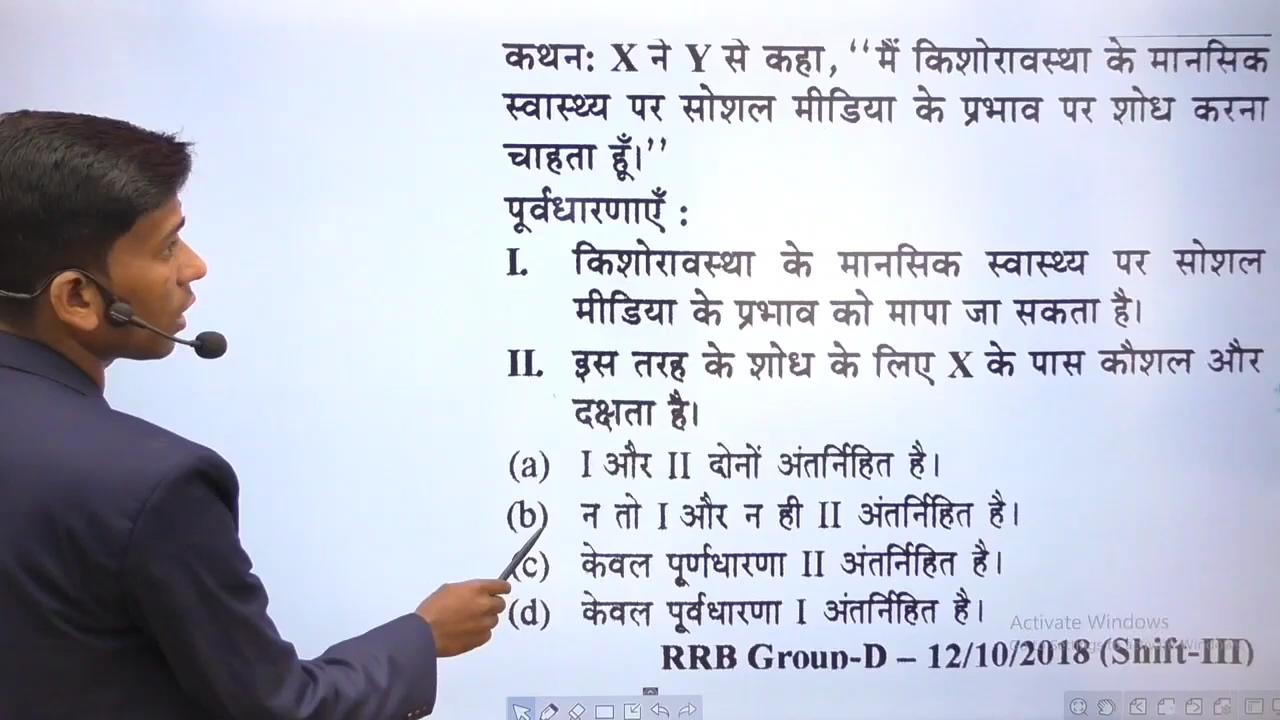 कथन: X ने Y से कहा, ‘‘मैं किशोरावस्था के मानसिक
स्वास्थ्य पर सोशल मीडिया के प्रभाव पर शोध करना
चाहता हूँ।’’
पूर्वधारणाएँ :
I. किशोरावस्था के मानसिक स्वास्थ्य पर सोशल
मीडिया के प्रभाव को मापा जा सकता है।
II. इस तरह के शोध के लिए X के पास कौशल और
दक्षता है।
(a) I और II दोनों अंतर्निहित है।
(b) न तो I और न ही II अंतर्निहित है।
(c) केवल पूर्णधारणा II अंतर्निहित है।
(d) केवल पूर्वधारणा I अंतर्निहित है।
Activate Windows
RRB Group-D – 12/10/2018 (Shift-III)